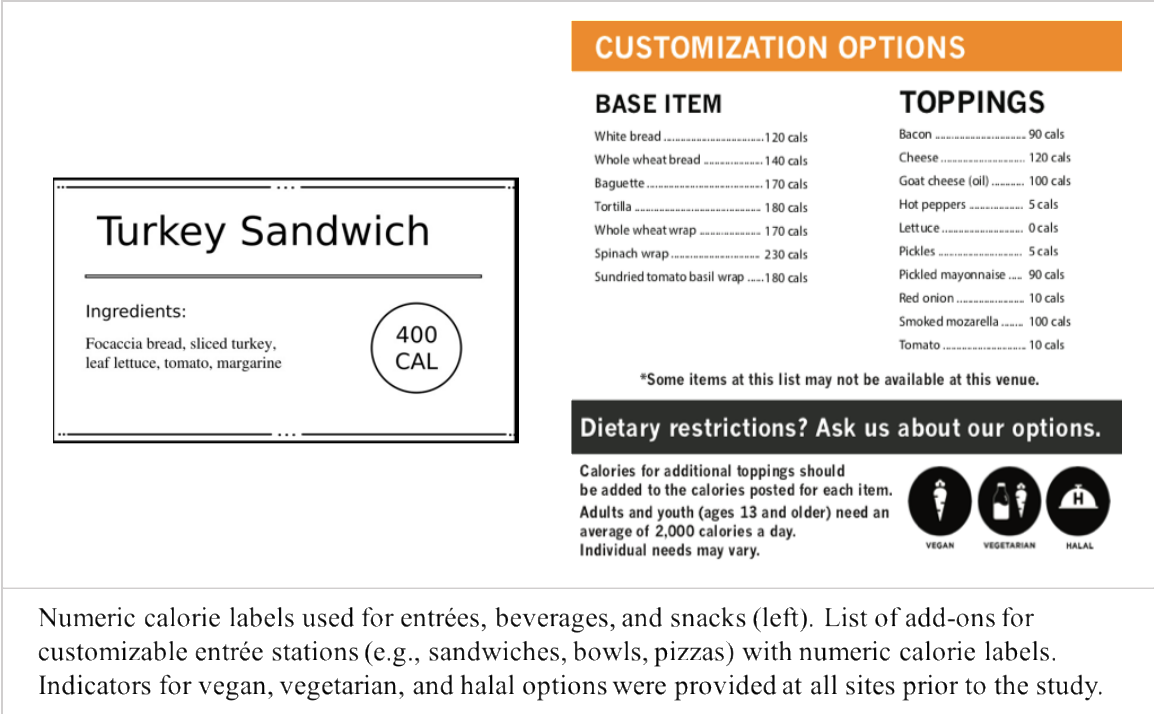 Turkey Sandwich
Ingredients:
Focaccia bread, sliced turkey,
leaf lettuce, tomato, margarine
400
CAL
CUSTOMIZATION OPTIONS
BASE ITEM
White bread ................................120 cals
Whole wheat bread ...................140 cals
Baguette.....................................170 cals
Tortilla ........................................ 180 cals
Whole wheat wrap .................... 170 cals
Spinach wrap............................. 230 cals
Sundried tomato basil wrap ......180 cals
TOPPINGS
Bacon ............................. 90 cals
Cheese........................... 120 cals
Goat cheese (oil) ........... 100 cals
Hot peppers .................. 5 cals
Lettuce .......................... 0 cals
Pickles ........................... 5 cals
Pickled mayonnaise ..... 90 cals
Red onion...................... 10 cals
Smoked mozarella ....... 100 cals
Tomato ........................... 10 cals
*Some items at this list may not be available at this venue.
Dietary restrictions? Ask us about our options.
Calories for additional toppings should
be added to the calories posted for each item.
Adults and youth (ages 13 and older) need an
average of 2,000 calories a day.
Individual needs may vary.
H
VEGAN
VEGETARIAN
HALAL
Numeric calorie labels used for entrées, beverages, and snacks (left). List of add-ons for
customizable entrée stations (e.g., sandwiches, bowls, pizzas) with numeric calorie labels.
Indicators for vegan, vegetarian, and halal options were provided at all sites prior to the study.